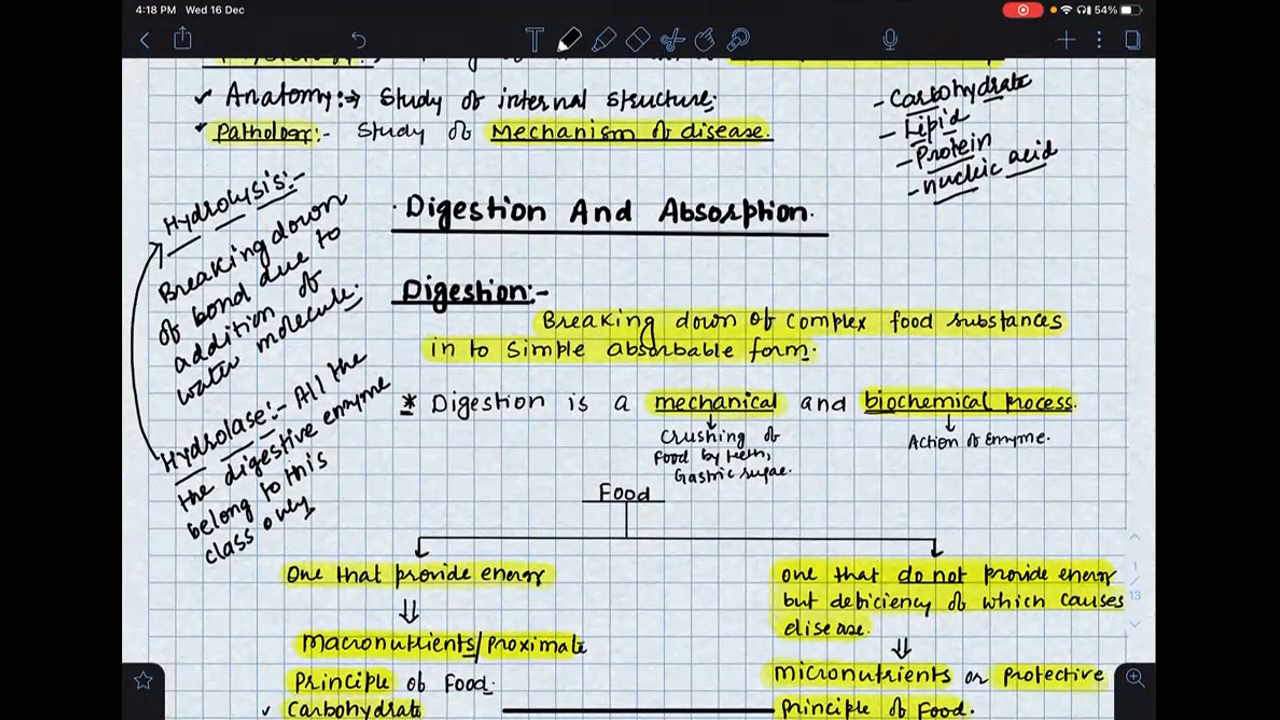 4:18 PM Wed 16 Dec
54%
✓ Anatomy:→ Study of internal structure.
Pathology:- Study of Mechanism of disease.
- Carbohydrate
- Lipid
- Protein
- nucleic acid
Digestion And Absorption.
Hydrolysis:-
Breaking down
of bond due to
addition of
water molecule.
Hydrolase:- All the
the digestive enzyme
belong to this
class only
Digestion:-
Breaking down of complex food substances
in to simple absorbable form.
* Digestion is a mechanical and biochemical process.
Crushing of
food by teeth,
Gastric
Action of Enzyme.
Food
One that provide energy
Macronutrients/Proximate
Principle of Food.
✓ Carbohydrate
one that do not provide energy
but deficiency of which causes
disease.
micronutrients or protective
principle of Food.
1
13